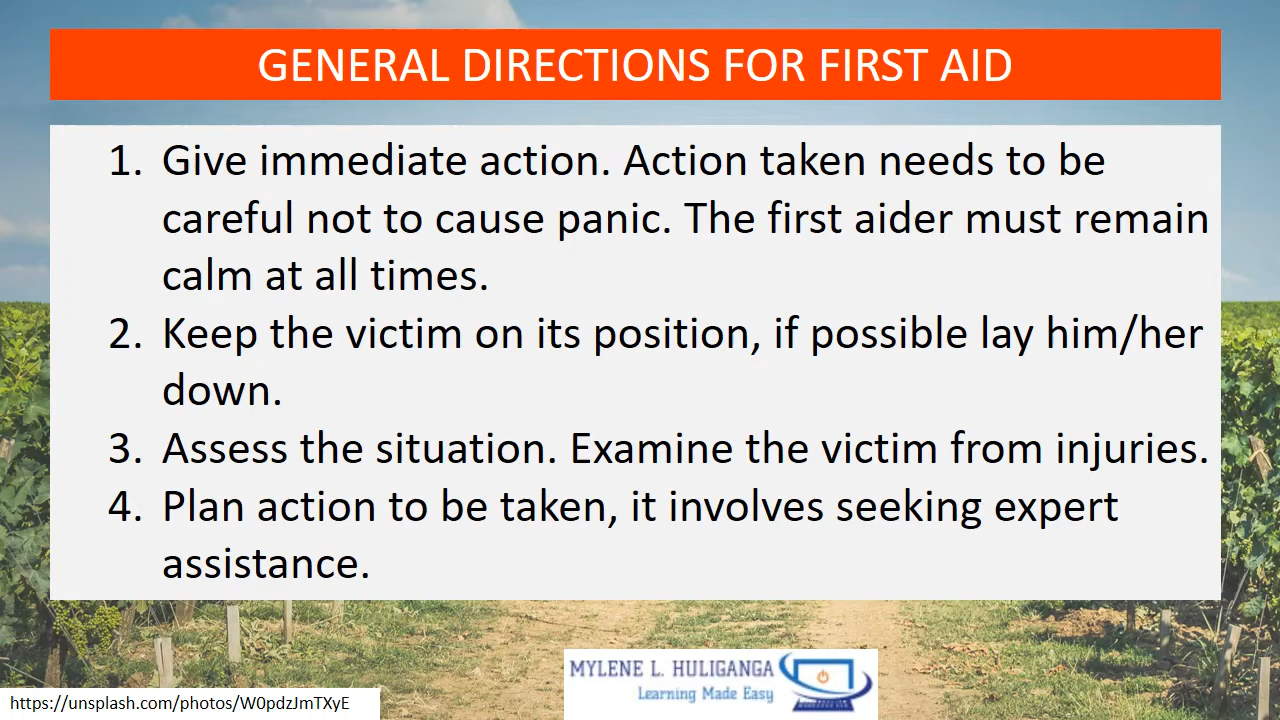 GENERAL DIRECTIONS FOR FIRST AID
1. Give immediate action. Action taken needs to be
careful not to cause panic. The first aider must remain
calm at all times.
2. Keep the victim on its position, if possible lay him/her
down.
3. Assess the situation. Examine the victim from injuries.
4. Plan action to be taken, it involves seeking expert
assistance.
MYLENE L. HULIGANGA
Learning Made Easy
https://unsplash.com/photos/W0pdzJmTXyE